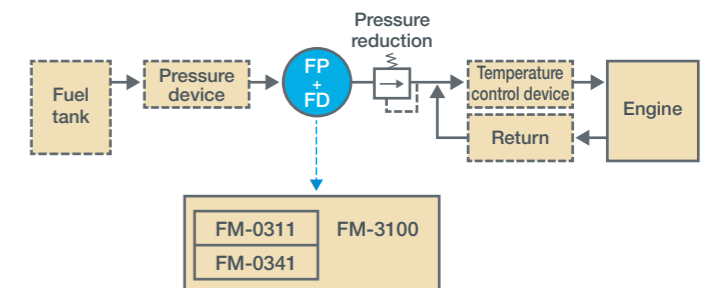 Pressure
reduction
Fuel
tank
Pressure
device
FP
+
FD
Temperature
control device
Engine
Return
FM-0311
FM-3100
FM-0341